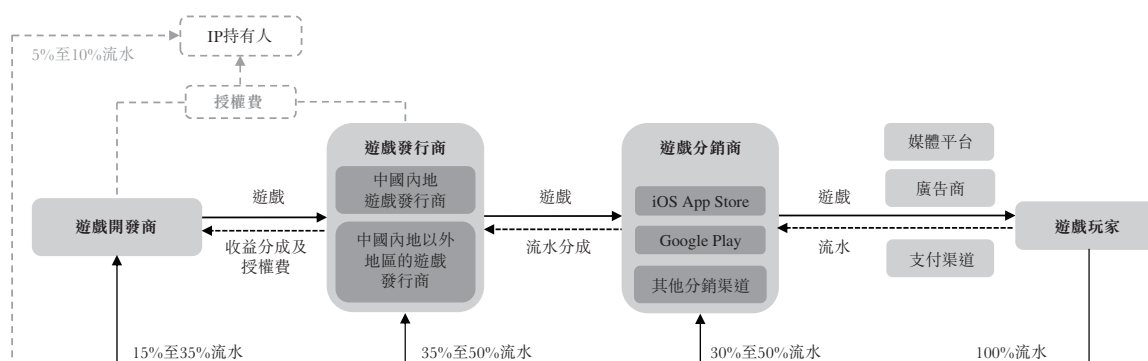 IP持有人
5%至10%流水
授權費
遊戲發行商
遊戲分銷商
媒體平台
中國內地
遊戲發行商
遊戲
遊戲
iOS App Store
遊戲
廣告商
遊戲開發商
遊戲玩家
收益分成及
授權費
中國內地以外
地區的遊戲
發行商
流水分成
Google Play
流水
支付渠道
其他分銷渠道
15%至35%流水
35%至50%流水
30%至50%流水
100%流水